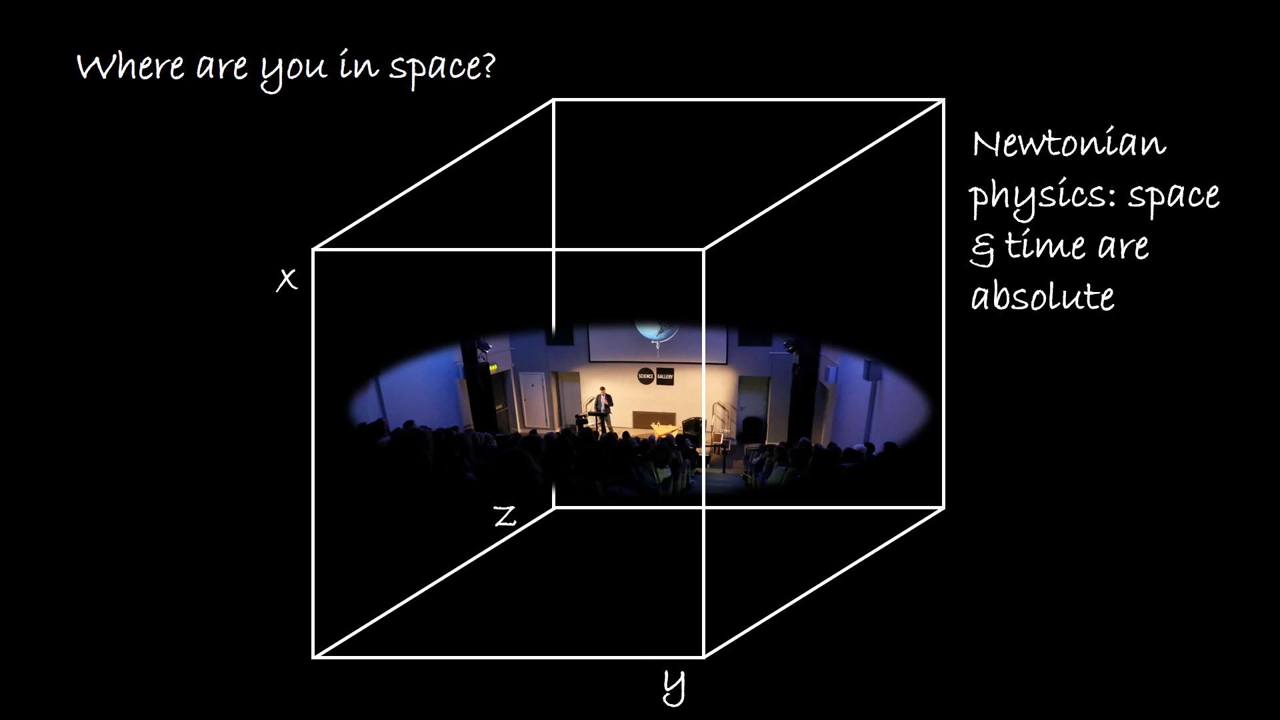 Where are you in space?
Newtonian
physics: space
& time are
absolute
x
SCIENCE GALLERY
z
y